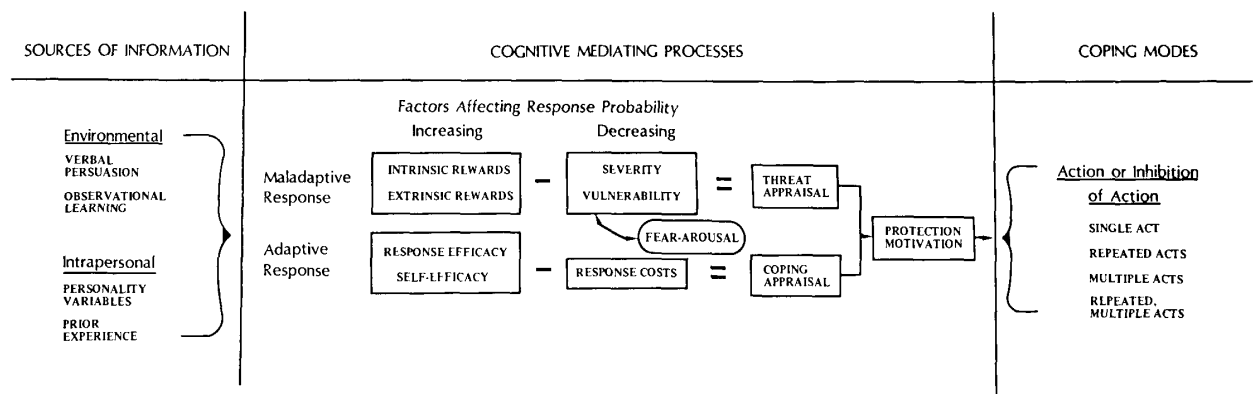 SOURCES OF INFORMATION
COGNITIVE MEDIATING PROCESSES
COPING MODES
Factors Affecting Response Probability
Increasing
Decreasing
Environmental
VERBAL
PERSUASION
OBSERVATIONAL
LEARNING
Intrapersonal
PERSONALITY
VARIABLES
PRIOR
EXPERIENCE
Maladaptive
Response
INTRINSIC REWARDS
EXTRINSIC REWARDS
–
SEVERITY
VULNERABILITY
=
THREAT
APPRAISAL
FEAR-AROUSAL
Adaptive
Response
RESPONSE EFFICACY
SELF-EFFICACY
–
RESPONSE COSTS
=
COPING
APPRAISAL
PROTECTION
MOTIVATION
Action or Inhibition
of Action
SINGLE ACT
REPEATED ACTS
MULTIPLE ACTS
REPEATED,
MULTIPLE ACTS